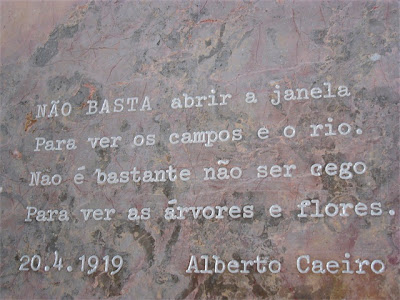 NÃO BASTA abrir a janela
Para ver os campos e o rio.
Nao é bastante não ser cego
Para ver as árvores e flores.
20.4.1919 Alberto Caeiro